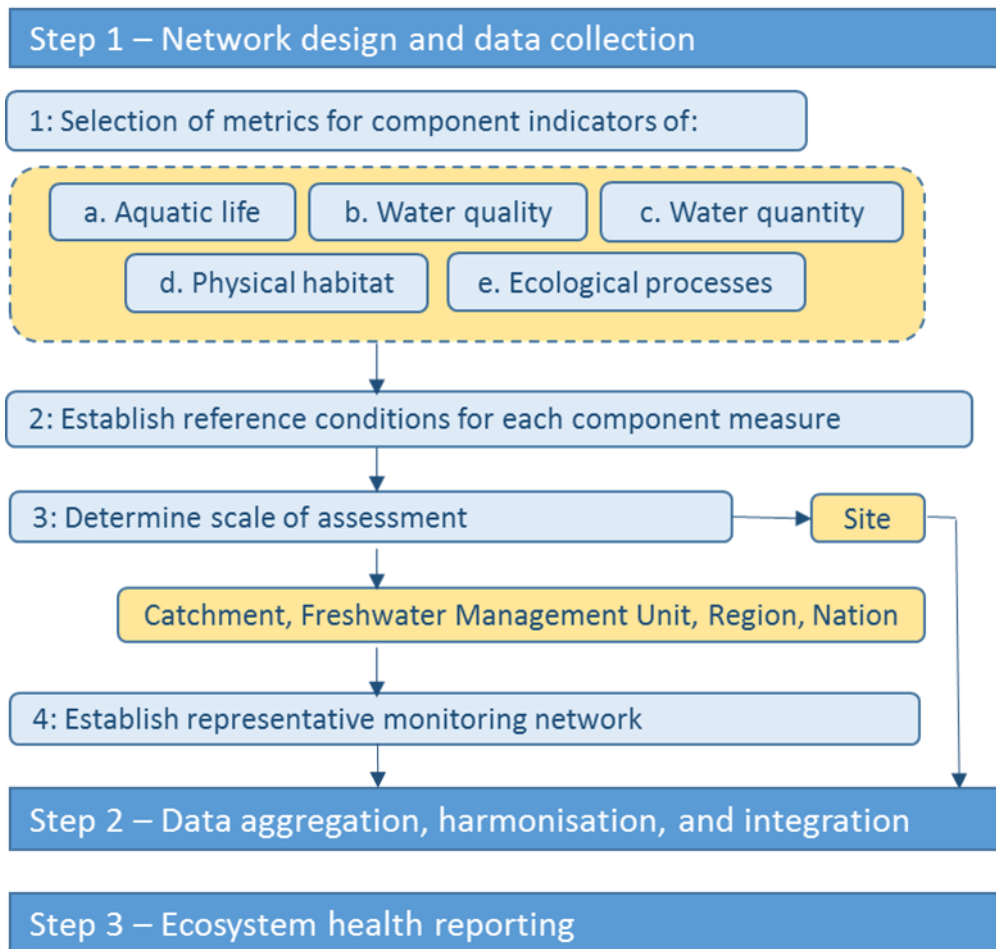 Step 1 – Network design and data collection
1: Selection of metrics for component indicators of:
a. Aquatic life
b. Water quality
c. Water quantity
d. Physical habitat
e. Ecological processes
2: Establish reference conditions for each component measure
3: Determine scale of assessment
Site
Catchment, Freshwater Management Unit, Region, Nation
4: Establish representative monitoring network
Step 2 – Data aggregation, harmonisation, and integration
Step 3 – Ecosystem health reporting